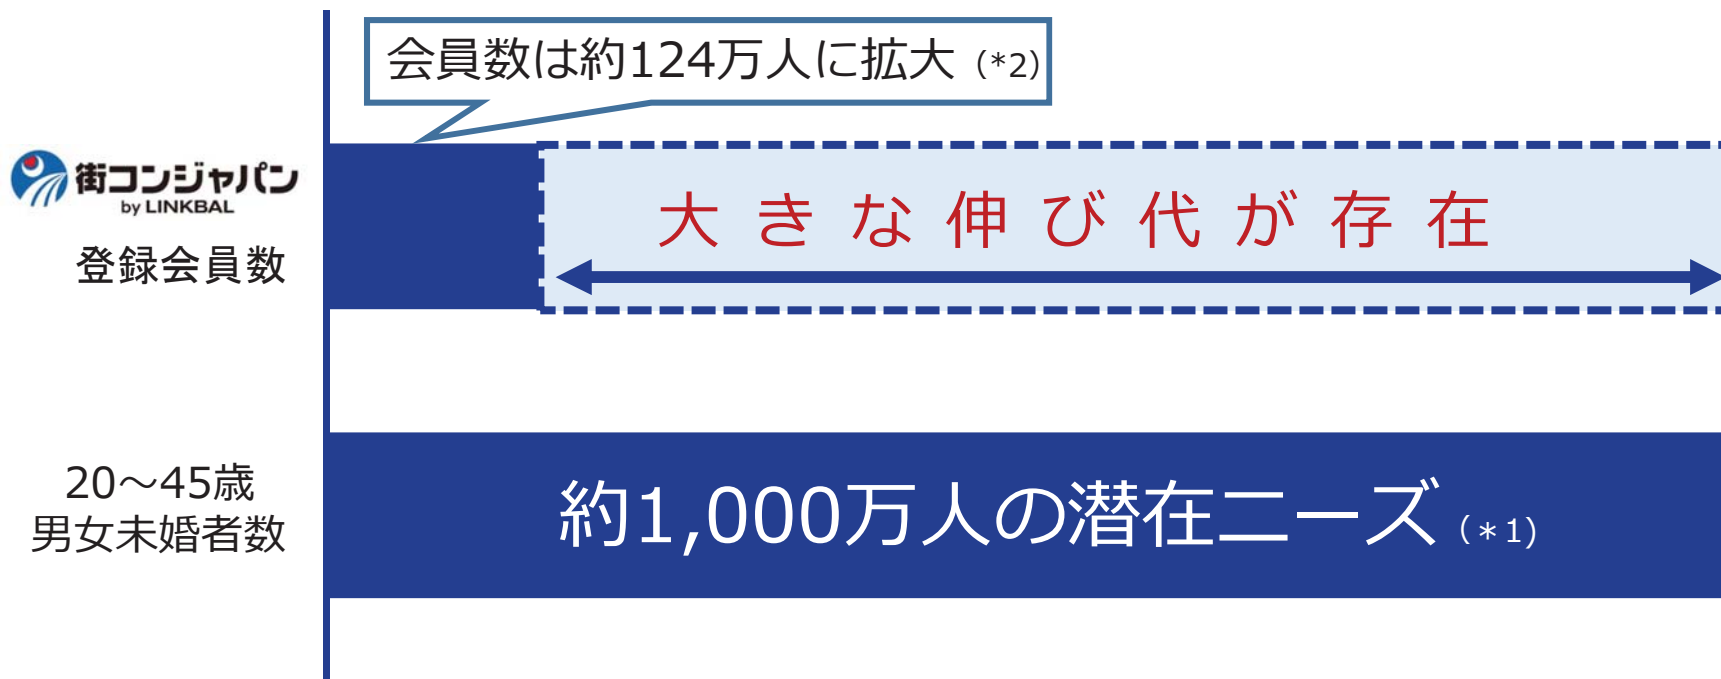 会員数は約124万人に拡大 (*2)
街コンジャパン
by LINKBAL
登録会員数
大きな伸び代が存在
20～45歳
男女未婚者数
約1,000万人の潜在ニーズ (＊1)